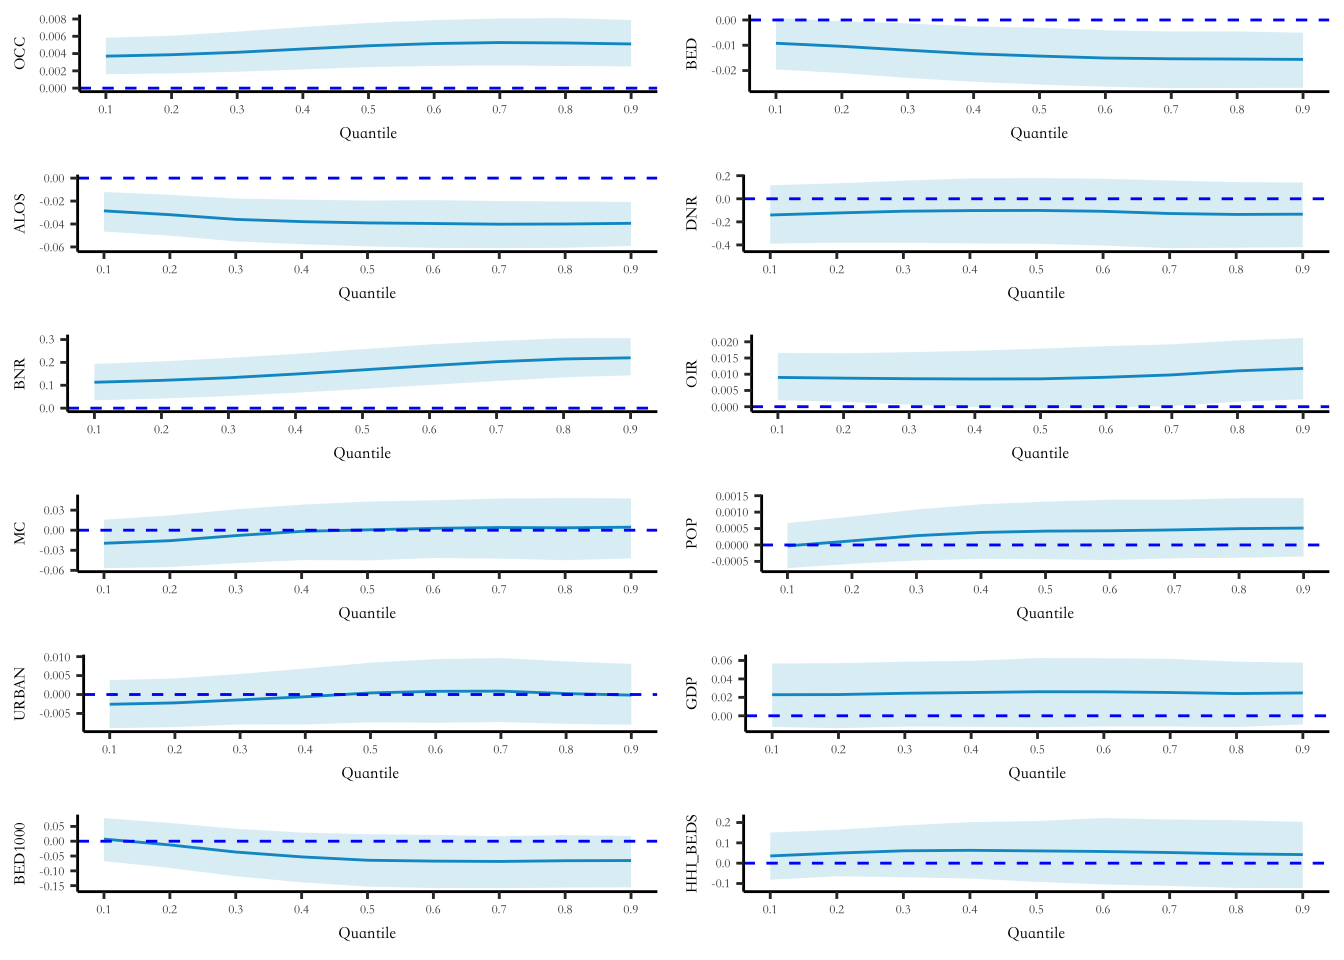 OCC
0.008
0.006
0.004
0.002
0.000
0.1 0.2 0.3 0.4 0.5 0.6 0.7 0.8 0.9
Quantile
BED
0.00
-0.01
-0.02
0.1 0.2 0.3 0.4 0.5 0.6 0.7 0.8 0.9
Quantile
ALOS
0.00
-0.02
-0.04
-0.06
0.1 0.2 0.3 0.4 0.5 0.6 0.7 0.8 0.9
Quantile
DNR
0.2
0.0
-0.2
-0.4
0.1 0.2 0.3 0.4 0.5 0.6 0.7 0.8 0.9
Quantile
BNR
0.3
0.2
0.1
0.0
0.1 0.2 0.3 0.4 0.5 0.6 0.7 0.8 0.9
Quantile
OIR
0.020
0.015
0.010
0.005
0.000
0.1 0.2 0.3 0.4 0.5 0.6 0.7 0.8 0.9
Quantile
MC
0.03
0.00
-0.03
-0.06
0.1 0.2 0.3 0.4 0.5 0.6 0.7 0.8 0.9
Quantile
POP
0.0015
0.0010
0.0005
0.0000
-0.0005
0.1 0.2 0.3 0.4 0.5 0.6 0.7 0.8 0.9
Quantile
URBAN
0.010
0.005
0.000
-0.005
0.1 0.2 0.3 0.4 0.5 0.6 0.7 0.8 0.9
Quantile
GDP
0.06
0.04
0.02
0.00
0.1 0.2 0.3 0.4 0.5 0.6 0.7 0.8 0.9
Quantile
BED1000
0.05
0.00
-0.05
-0.10
-0.15
0.1 0.2 0.3 0.4 0.5 0.6 0.7 0.8 0.9
Quantile
HHI_BEDS
0.2
0.1
0.0
-0.1
0.1 0.2 0.3 0.4 0.5 0.6 0.7 0.8 0.9
Quantile